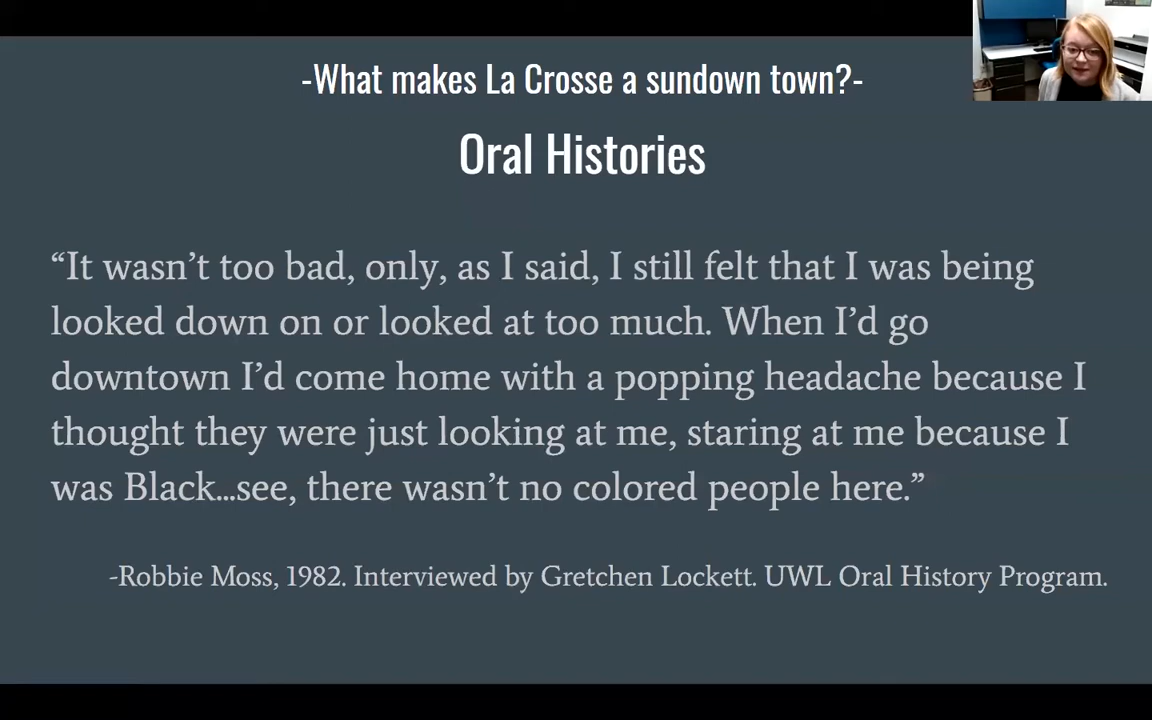 -What makes La Crosse a sundown town?-
Oral Histories
“It wasn’t too bad, only, as I said, I still felt that I was being
looked down on or looked at too much. When I’d go
downtown I’d come home with a popping headache because I
thought they were just looking at me, staring at me because I
was Black...see, there wasn’t no colored people here.”
-Robbie Moss, 1982. Interviewed by Gretchen Lockett. UWL Oral History Program.